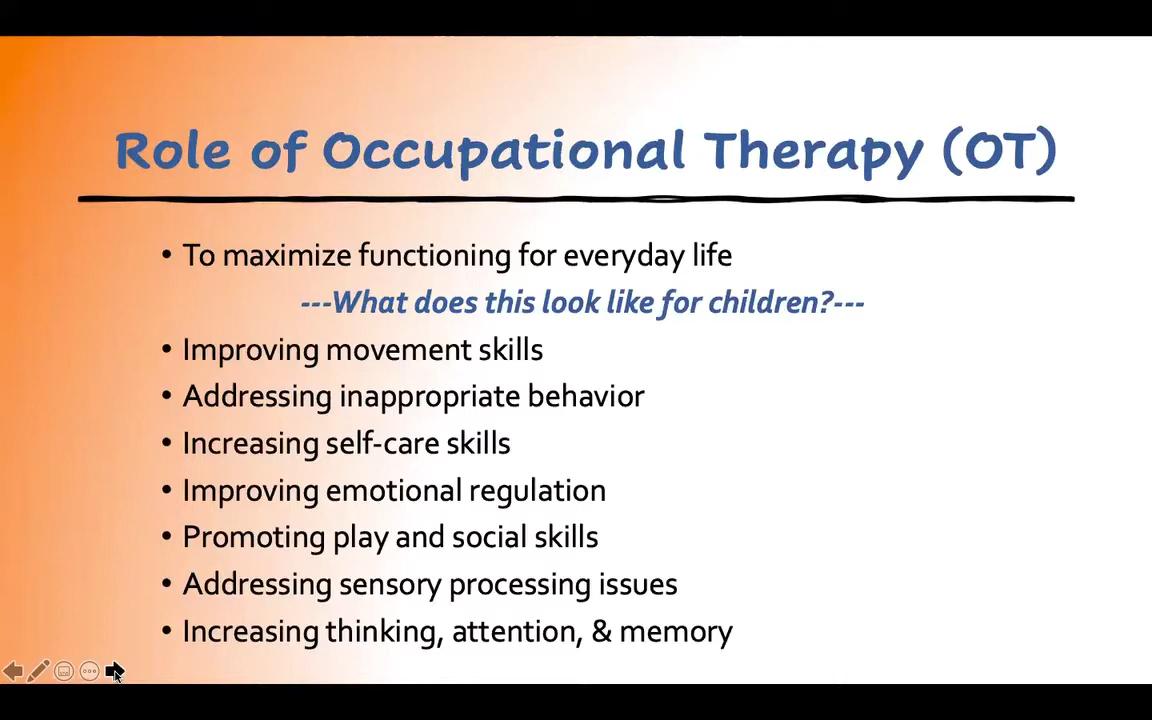 Role of Occupational Therapy (OT)
• To maximize functioning for everyday life
---What does this look like for children?---
• Improving movement skills
• Addressing inappropriate behavior
• Increasing self-care skills
• Improving emotional regulation
• Promoting play and social skills
• Addressing sensory processing issues
• Increasing thinking, attention, & memory